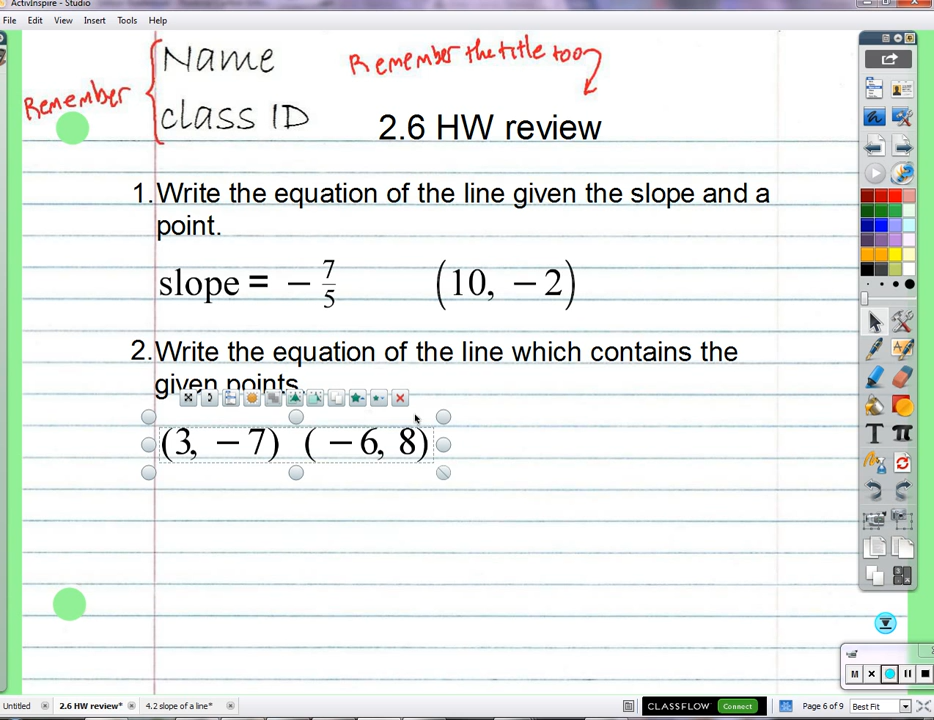 ActivInspire - Studio
File Edit View Insert Tools Help
Name
Remember the title too
Remember
class ID
2.6 HW review
1. Write the equation of the line given the slope and a
point.
slope = − 7/5 (10, −2)
2. Write the equation of the line which contains the
given points.
(3, −7) (−6, 8)
M
Untitled 2.6 HW review* 4.2 slope of a line* CLASSFLOW Connect Page 6 of 9 Best Fit